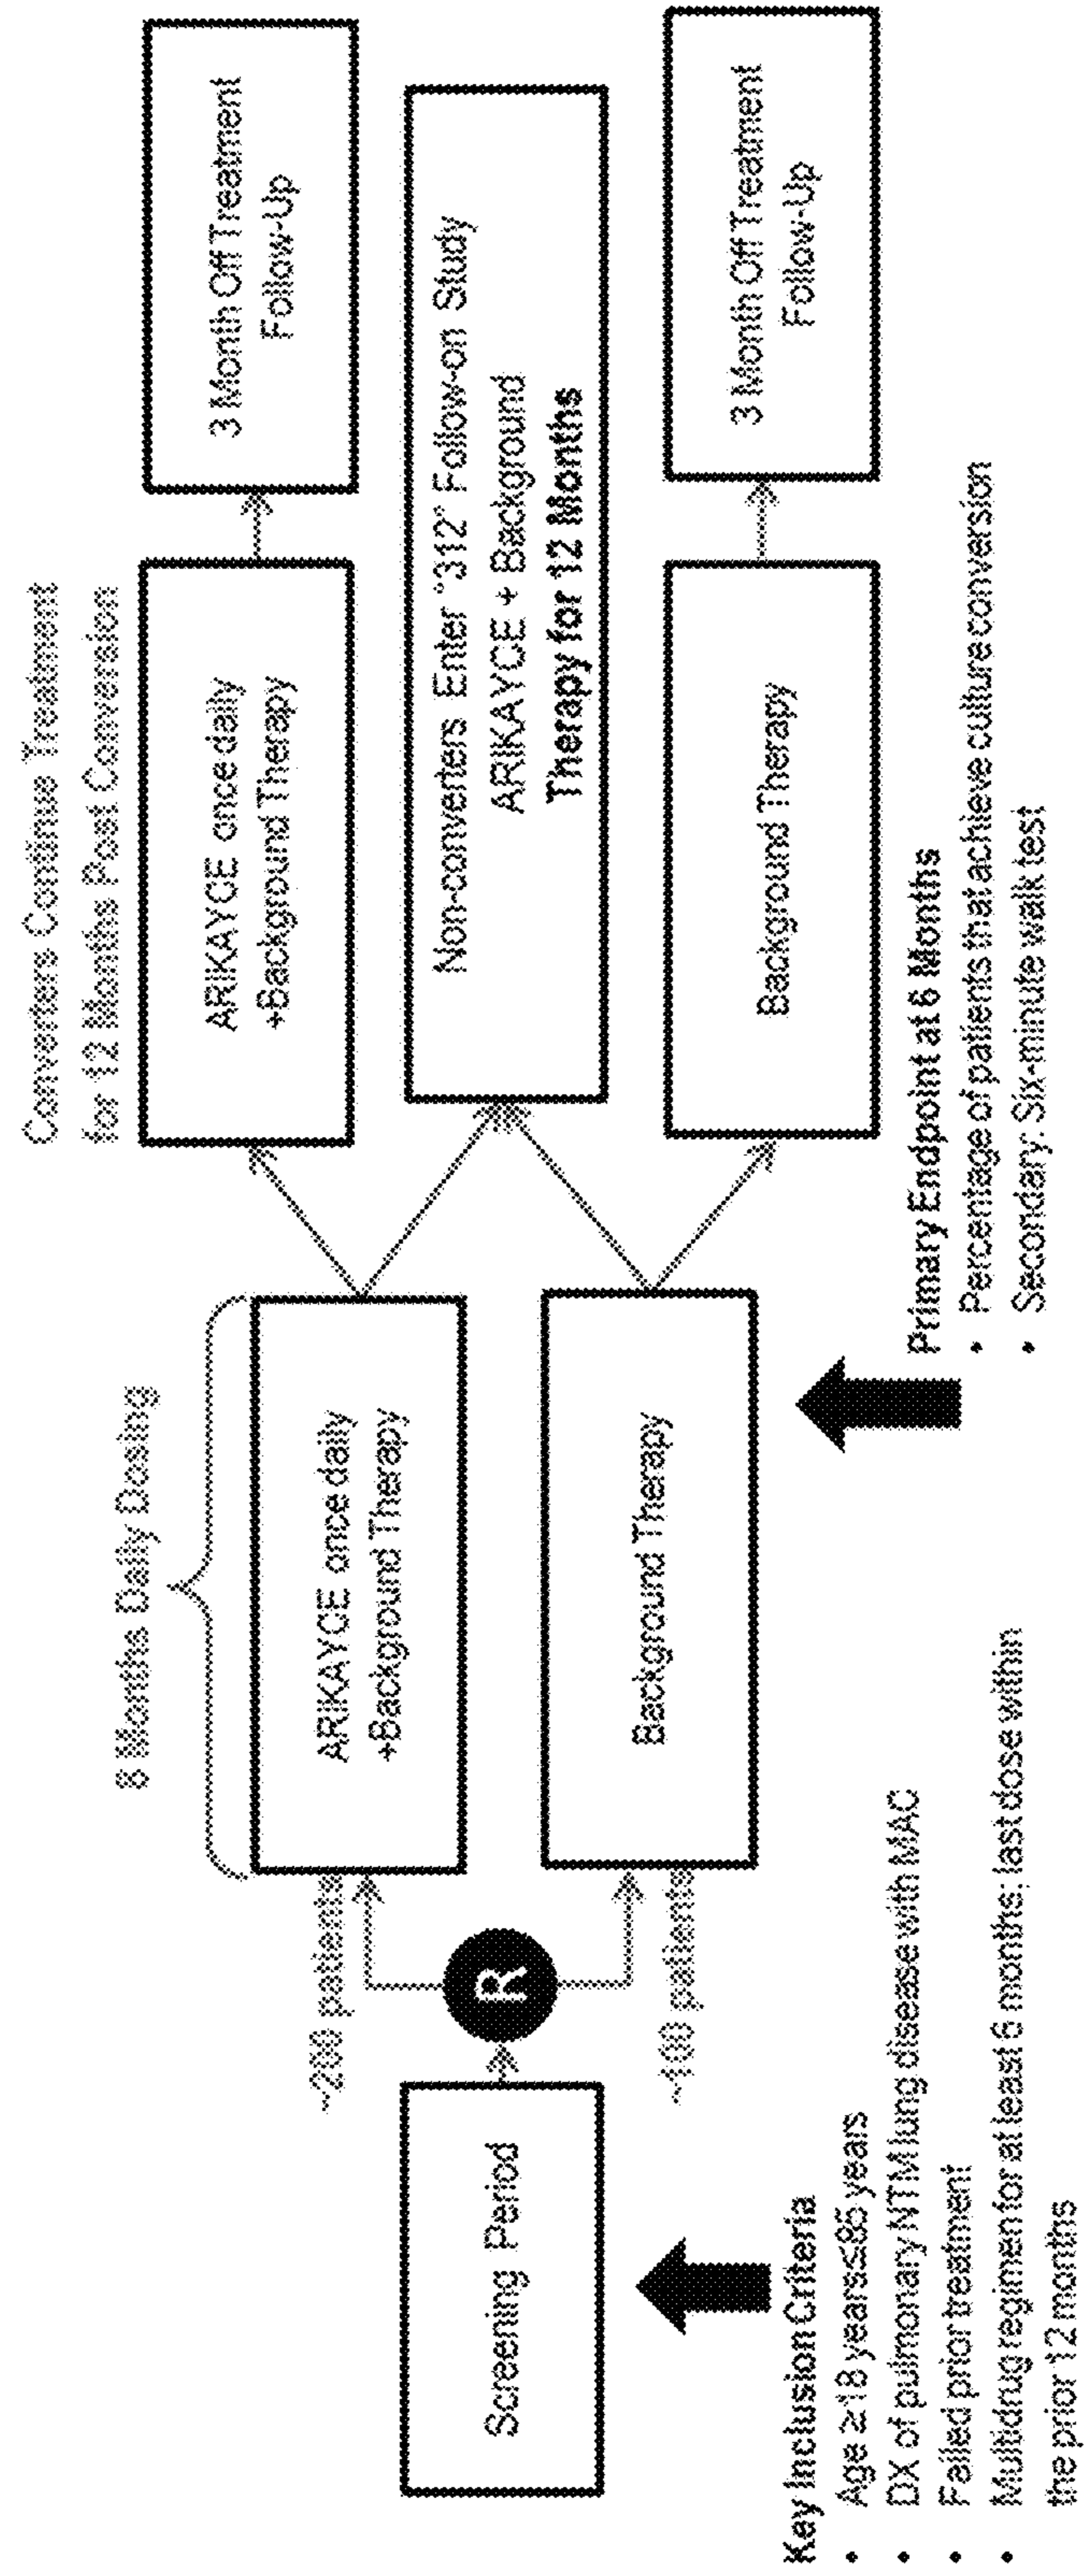 Converters Continue Treatment
for 12 Months Post Conversion
8 Months Daily Dosing
~200 patients
ARIKAYCE once daily
+Background Therapy
ARIKAYCE once daily
+Background Therapy
3 Month Off Treatment
Follow-Up
Screening Period
R
Non-converters Enter "312" Follow-on Study
ARIKAYCE + Background
Therapy for 12 Months
~100 patients
Background Therapy
Background Therapy
3 Month Off Treatment
Follow-Up
Key Inclusion Criteria
• Age ≥18 years≤85 years
• DX of pulmonary NTM lung disease with MAC
• Failed prior treatment
• Multidrug regimen for at least 6 months; last dose within
the prior 12 months
Primary Endpoint at 6 Months
• Percentage of patients that achieve culture conversion
• Secondary: Six-minute walk test